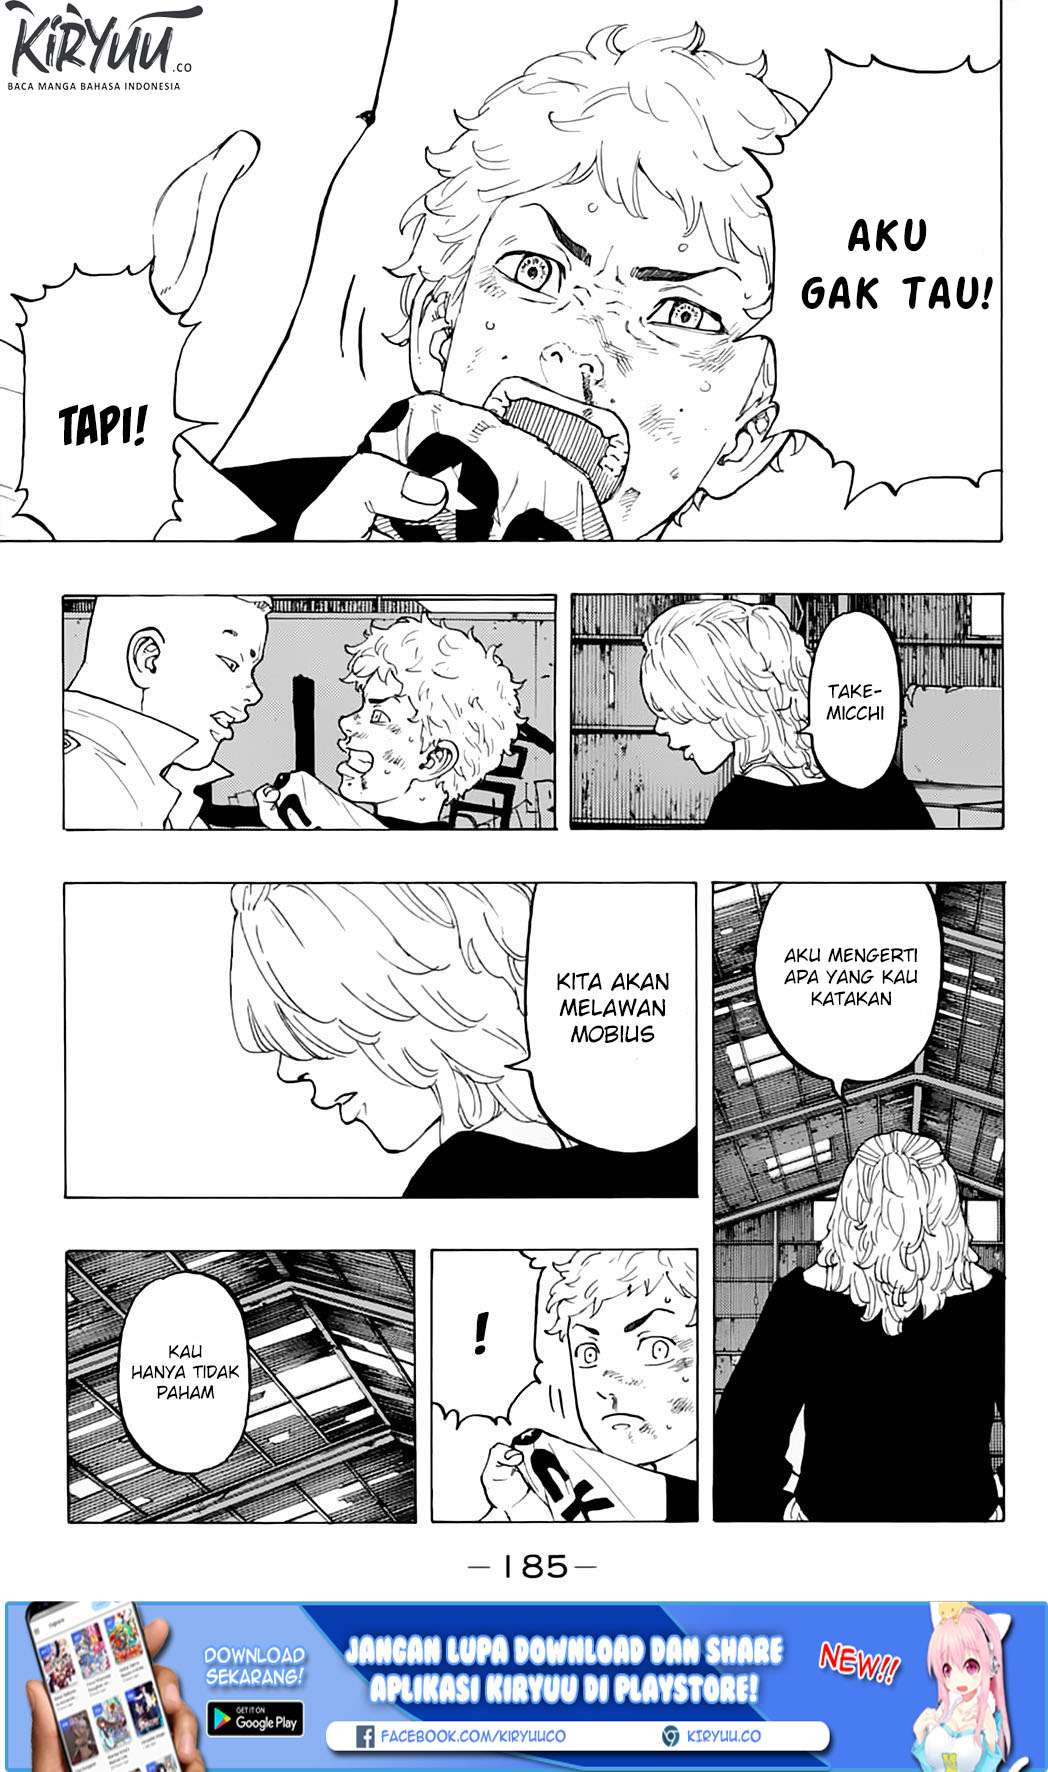 KIRYUU.CO
BACA MANGA BAHASA INDONESIA
AKU
GAK TAU!
TAPI!
TAKE-
MICCHI
AKU MENGERTI
APA YANG KAU
KATAKAN
KITA AKAN
MELAWAN
MOBIUS
!
CK
KAU
HANYA TIDAK
PAHAM
—185—
DOWNLOAD
SEKARANG!
GET IT ON
Google Play
JANGAN LUPA DOWNLOAD DAN SHARE
APLIKASI KIRYUU DI PLAYSTORE!
FACEBOOK.COM/KIRYUUCO
KIRYUU.CO
NEW!!